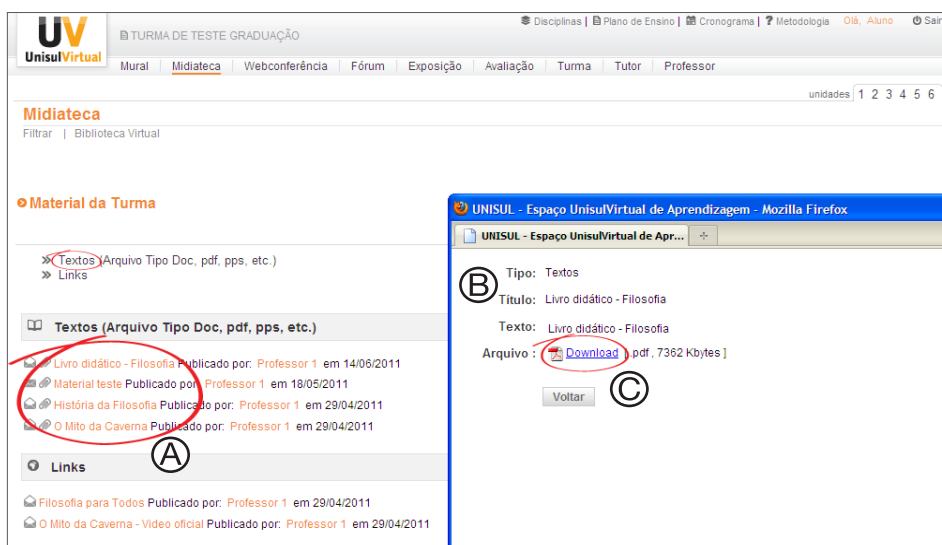 UV
UnisulVirtual
Disciplinas | Plano de Ensino | Cronograma | ? Metodologia Olá, Aluno Sair
TURMA DE TESTE GRADUAÇÃO
Mural | Midiateca | Webconferência | Fórum | Exposição | Avaliação | Turma | Tutor | Professor
unidades 1 2 3 4 5 6
Midiateca
Filtrar | Biblioteca Virtual
Material da Turma
Textos (Arquivo Tipo Doc, pdf, pps, etc.)
Links
Textos (Arquivo Tipo Doc, pdf, pps, etc.)
Livro didático - Filosofia Publicado por: Professor 1 em 14/06/2011
Material teste Publicado por: Professor 1 em 18/05/2011
História da Filosofia Publicado por: Professor 1 em 29/04/2011
O Mito da Caverna Publicado por: Professor 1 em 29/04/2011
A
Links
Filosofia para Todos Publicado por: Professor 1 em 29/04/2011
O Mito da Caverna - Video oficial Publicado por: Professor 1 em 29/04/2011
UNISUL - Espaço UnisulVirtual de Aprendizagem - Mozilla Firefox
UNISUL - Espaço UnisulVirtual de Apr...
B
Tipo: Textos
Título: Livro didático - Filosofia
Texto: Livro didático - Filosofia
Arquivo : Download [ .pdf , 7362 Kbytes ]
Voltar
C